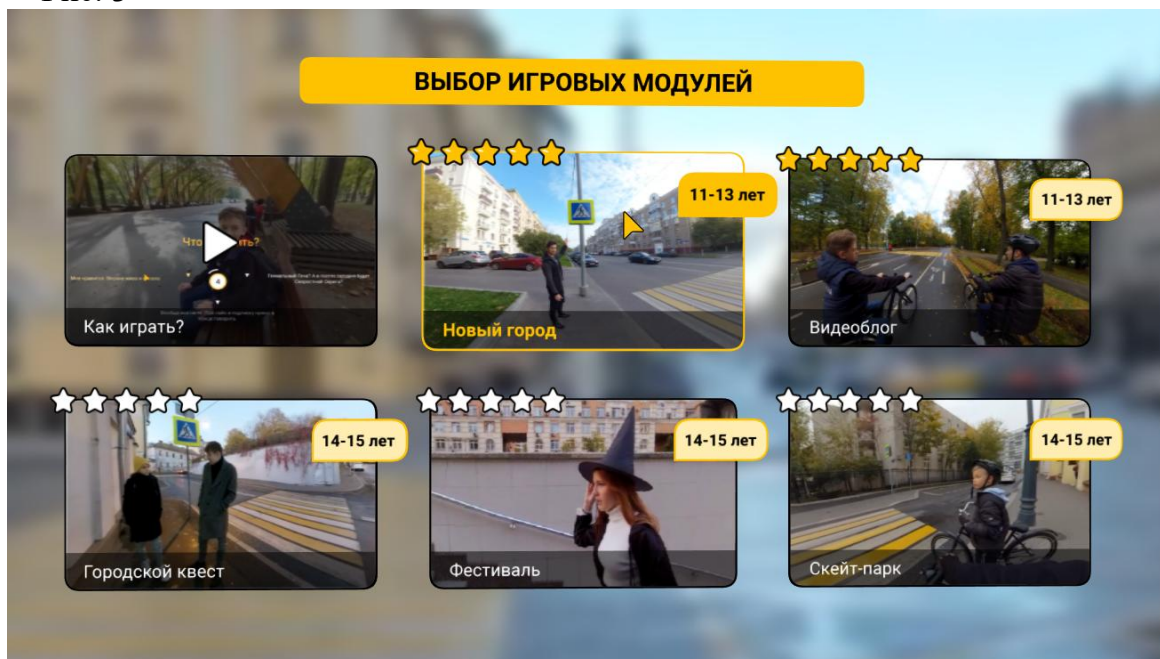 ВЫБОР ИГРОВЫХ МОДУЛЕЙ
Как играть?
11-13 лет
Новый город
11-13 лет
Видеоблог
14-15 лет
Городской квест
14-15 лет
Фестиваль
14-15 лет
Скейт-парк